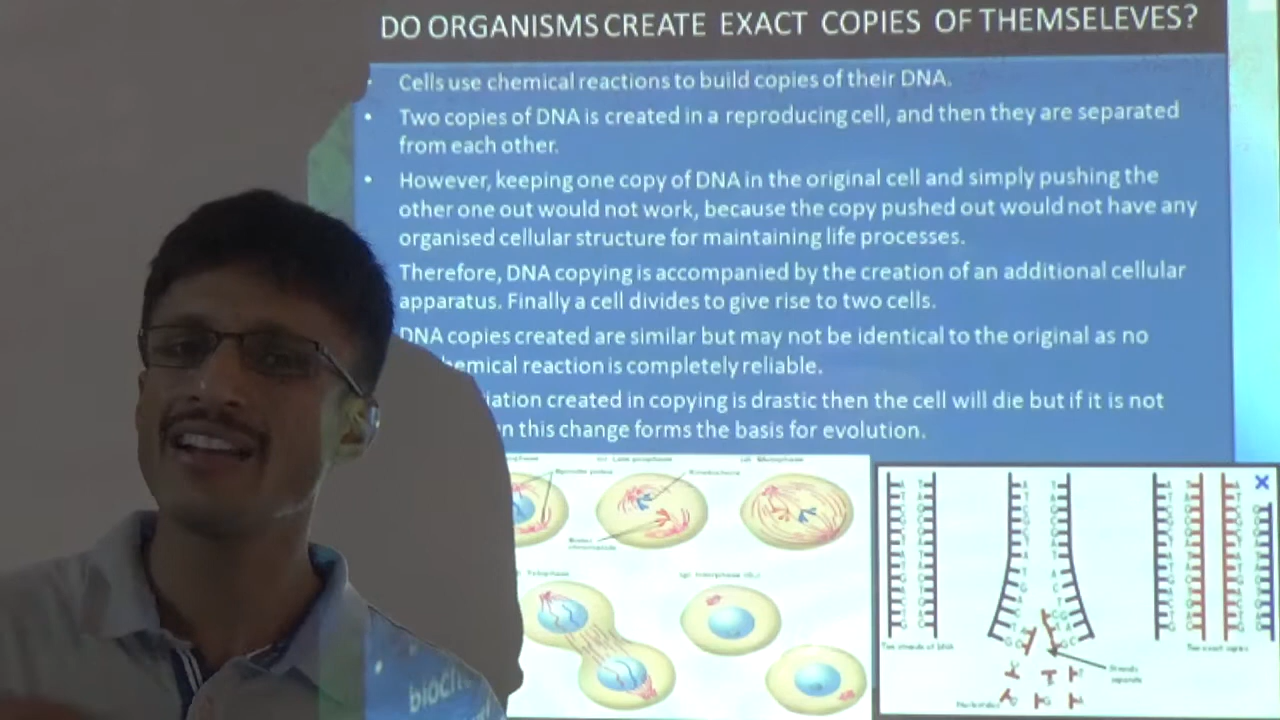 DO ORGANISMS CREATE EXACT COPIES OF THEMSELEVES?
• Cells use chemical reactions to build copies of their DNA.
• Two copies of DNA is created in a reproducing cell, and then they are separated
from each other.
• However, keeping one copy of DNA in the original cell and simply pushing the
other one out would not work, because the copy pushed out would not have any
organised cellular structure for maintaining life processes.
Therefore, DNA copying is accompanied by the creation of an additional cellular
apparatus. Finally a cell divides to give rise to two cells.
DNA copies created are similar but may not be identical to the original as no
emical reaction is completely reliable.
iation created in copying is drastic then the cell will die but if it is not
n this change forms the basis for evolution.
Telophase
Strands
separate